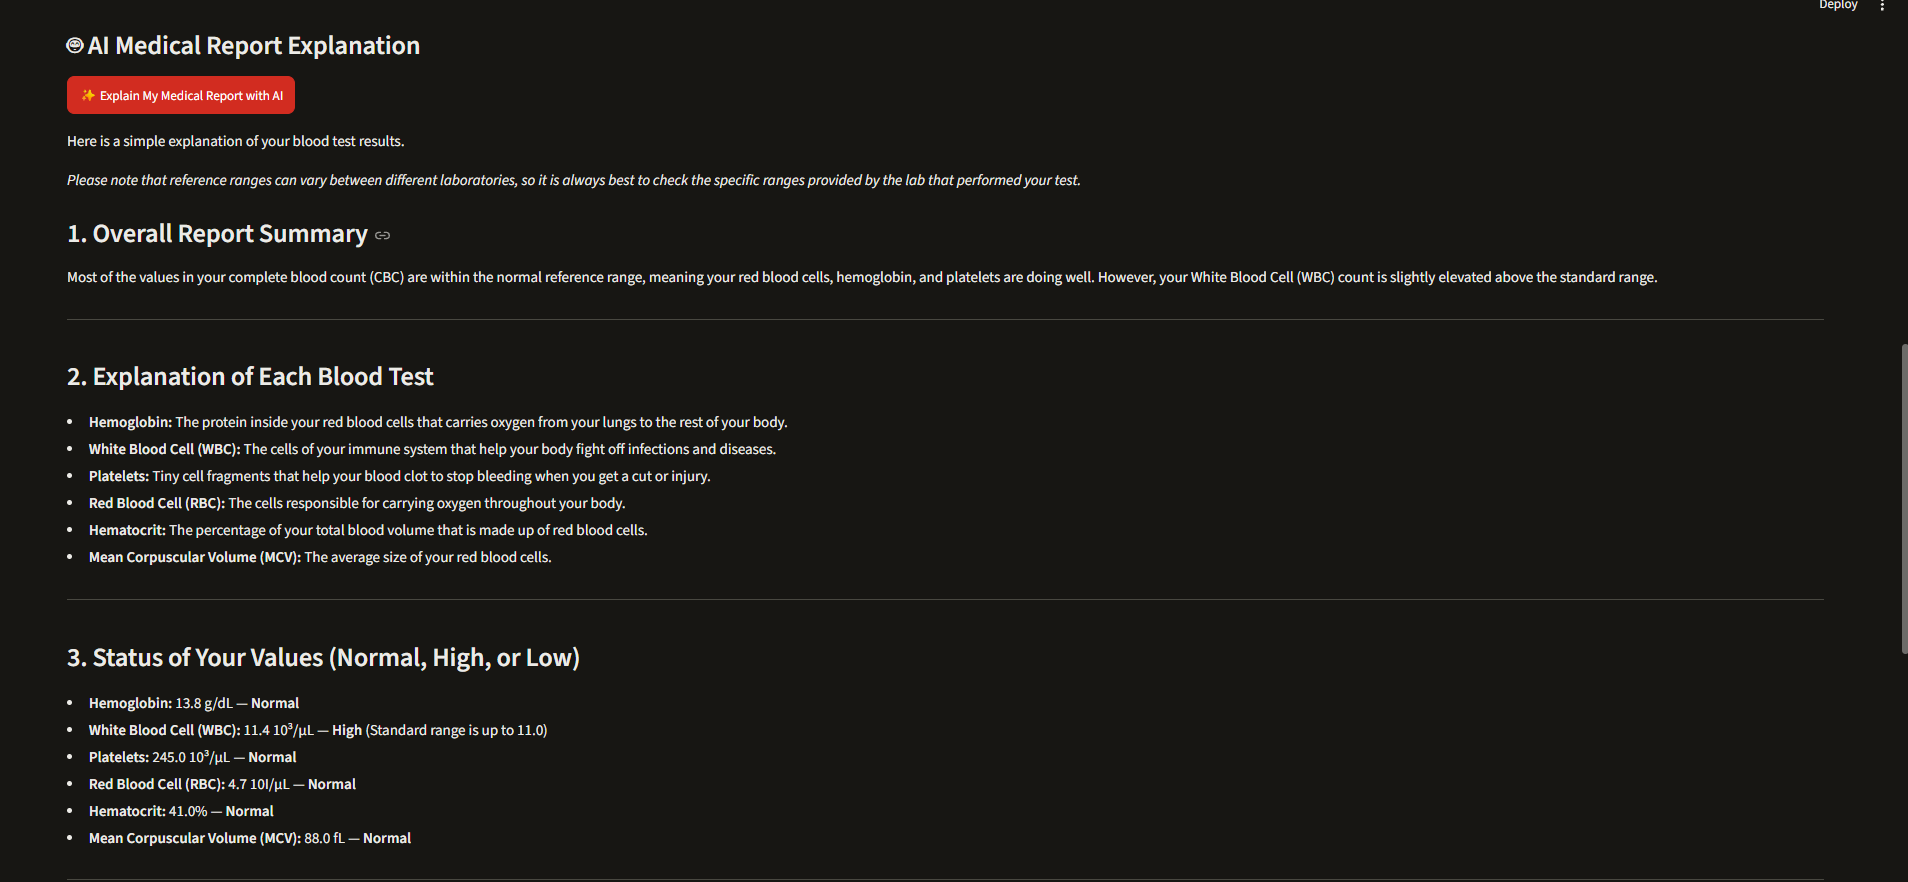 Deploy
AI Medical Report Explanation
✨ Explain My Medical Report with AI
Here is a simple explanation of your blood test results.
Please note that reference ranges can vary between different laboratories, so it is always best to check the specific ranges provided by the lab that performed your test.
1. Overall Report Summary
Most of the values in your complete blood count (CBC) are within the normal reference range, meaning your red blood cells, hemoglobin, and platelets are doing well. However, your White Blood Cell (WBC) count is slightly elevated above the standard range.
2. Explanation of Each Blood Test
• Hemoglobin: The protein inside your red blood cells that carries oxygen from your lungs to the rest of your body.
• White Blood Cell (WBC): The cells of your immune system that help your body fight off infections and diseases.
• Platelets: Tiny cell fragments that help your blood clot to stop bleeding when you get a cut or injury.
• Red Blood Cell (RBC): The cells responsible for carrying oxygen throughout your body.
• Hematocrit: The percentage of your total blood volume that is made up of red blood cells.
• Mean Corpuscular Volume (MCV): The average size of your red blood cells.
3. Status of Your Values (Normal, High, or Low)
• Hemoglobin: 13.8 g/dL — Normal
• White Blood Cell (WBC): 11.4 10³/µL — High (Standard range is up to 11.0)
• Platelets: 245.0 10³/µL — Normal
• Red Blood Cell (RBC): 4.7 10I/µL — Normal
• Hematocrit: 41.0% — Normal
• Mean Corpuscular Volume (MCV): 88.0 fL — Normal